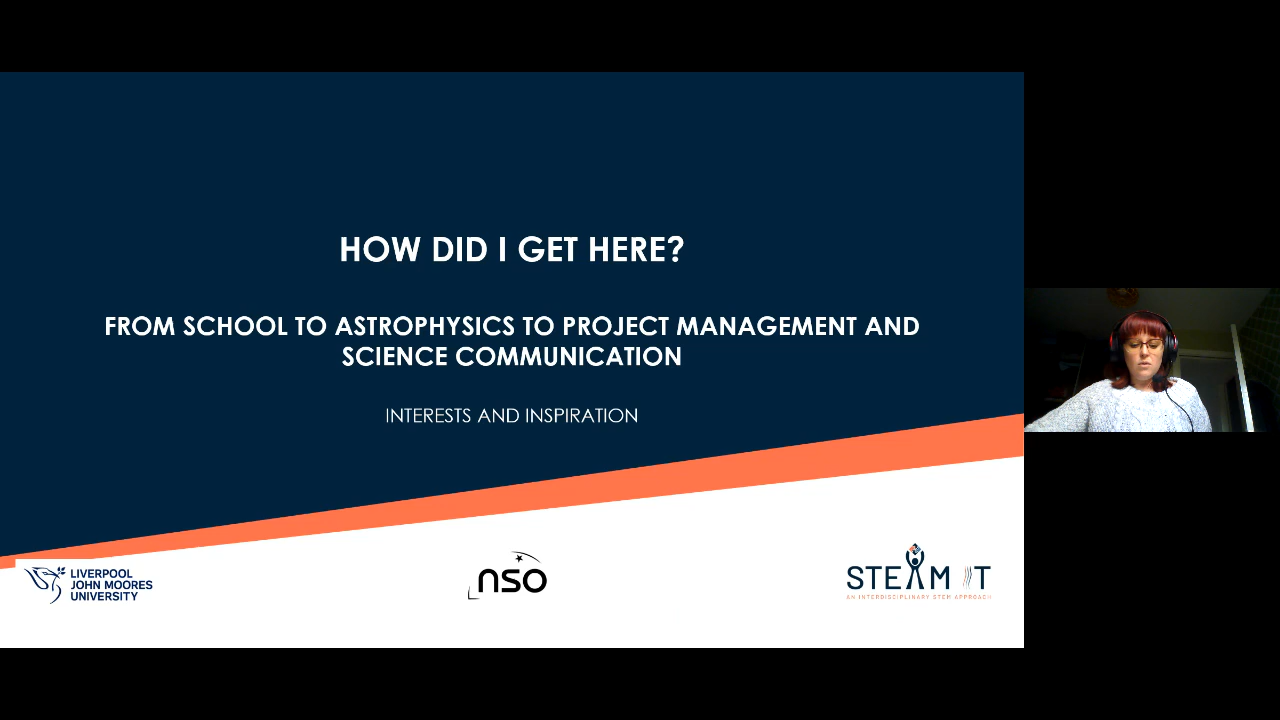 HOW DID I GET HERE?
FROM SCHOOL TO ASTROPHYSICS TO PROJECT MANAGEMENT AND
SCIENCE COMMUNICATION
INTERESTS AND INSPIRATION
LIVERPOOL
JOHN MOORES
UNIVERSITY
nso
STEAM IT
AN INTERDISCIPLINARY STEM APPROACH